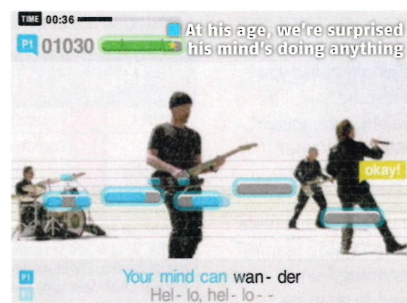 TIME 00:36
At his age, we're surprised
P1 01030
his mind's doing anything
okay!
P1 Your mind can wan- der
Hel- lo, hel- lo- -